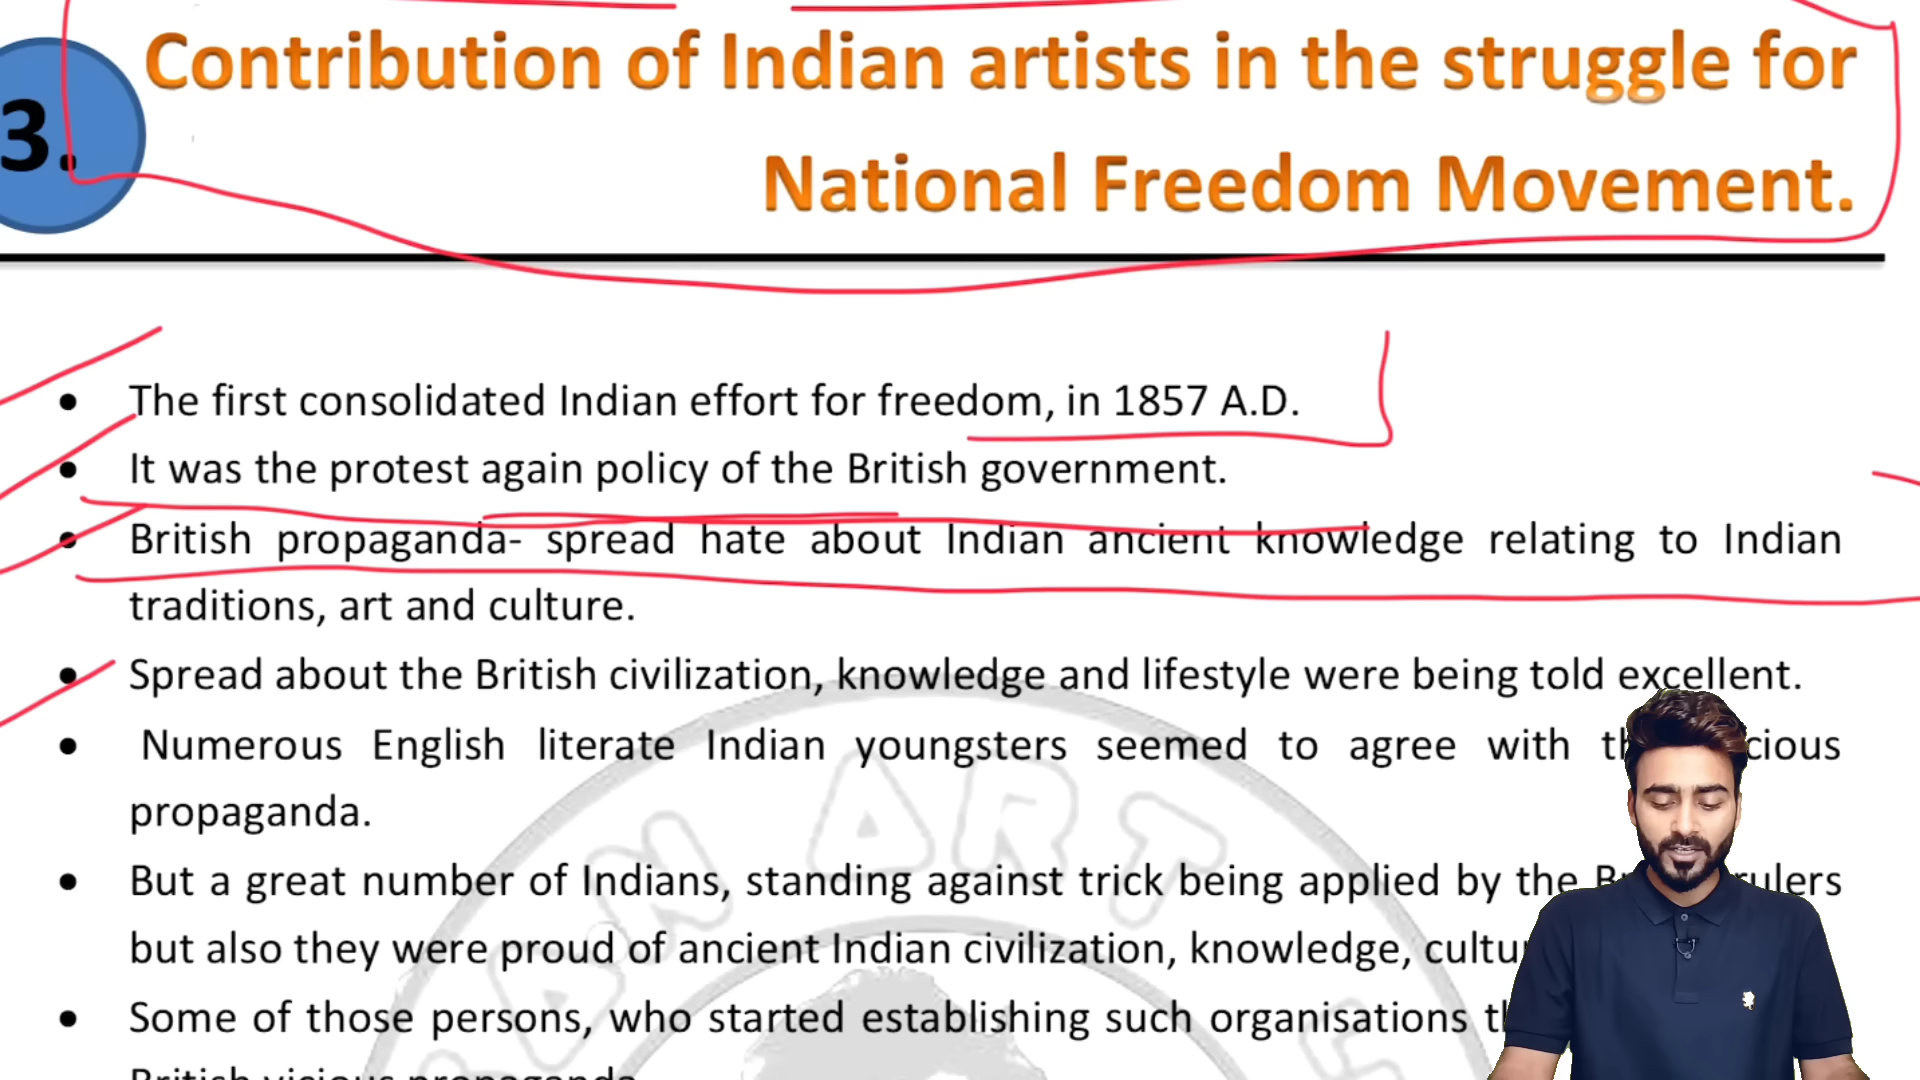 3.
Contribution of Indian artists in the struggle for
National Freedom Movement.
• The first consolidated Indian effort for freedom, in 1857 A.D.
• It was the protest again policy of the British government.
• British propaganda- spread hate about Indian ancient knowledge relating to Indian
traditions, art and culture.
• Spread about the British civilization, knowledge and lifestyle were being told excellent.
• Numerous English literate Indian youngsters seemed to agree with
propaganda.
• But a great number of Indians, standing against trick being applied by the rulers
but also they were proud of ancient Indian civilization, knowledge,
• Some of those persons, who started establishing such organisations
British vicious propaganda.
ART